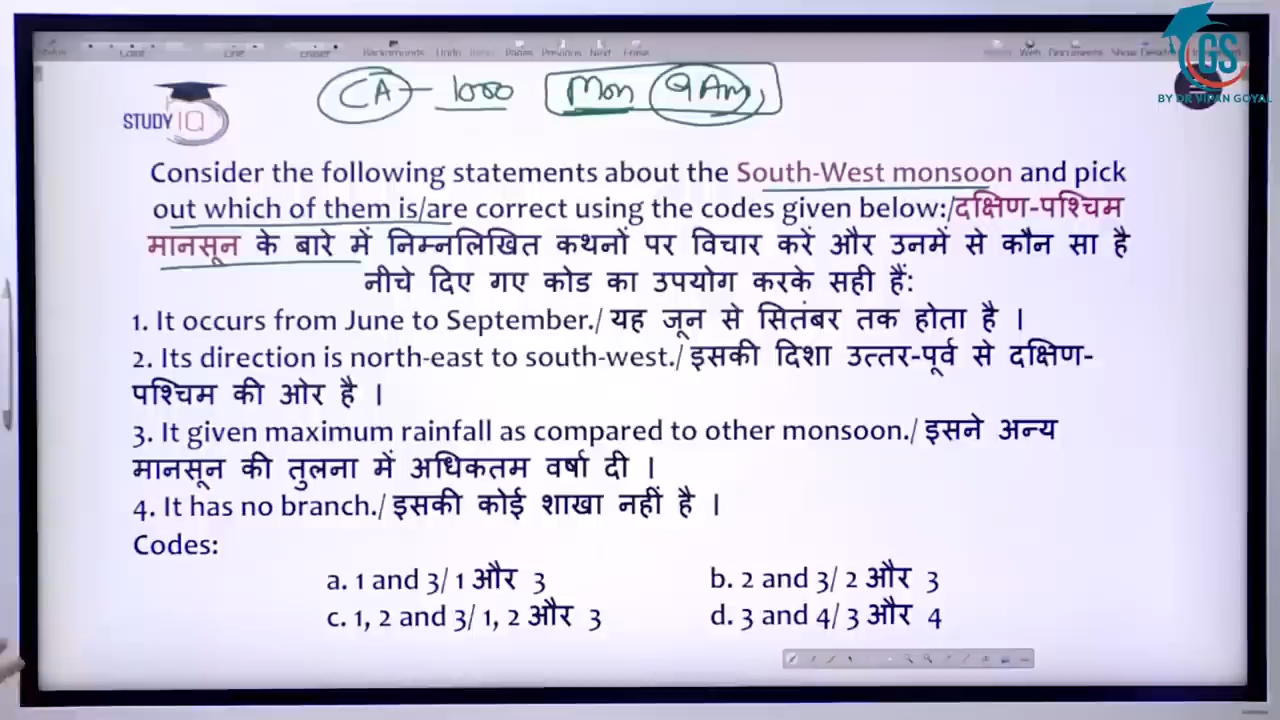 CA - 1000 Mon 9 Am,
GS
BY DR VIPAN GOYAL
STUDY IQ
Consider the following statements about the South-West monsoon and pick
out which of them is/are correct using the codes given below:/दक्षिण-पश्चिम
मानसून के बारे में निम्नलिखित कथनों पर विचार करें और उनमें से कौन सा है
नीचे दिए गए कोड का उपयोग करके सही हैं:
1. It occurs from June to September./ यह जून से सितंबर तक होता है ।
2. Its direction is north-east to south-west./ इसकी दिशा उत्तर-पूर्व से दक्षिण-
पश्चिम की ओर है ।
3. It given maximum rainfall as compared to other monsoon./ इसने अन्य
मानसून की तुलना में अधिकतम वर्षा दी ।
4. It has no branch./ इसकी कोई शाखा नहीं है ।
Codes:
a. 1 and 3/ 1 और 3 b. 2 and 3/ 2 और 3
c. 1, 2 and 3/ 1, 2 और 3 d. 3 and 4/ 3 और 4